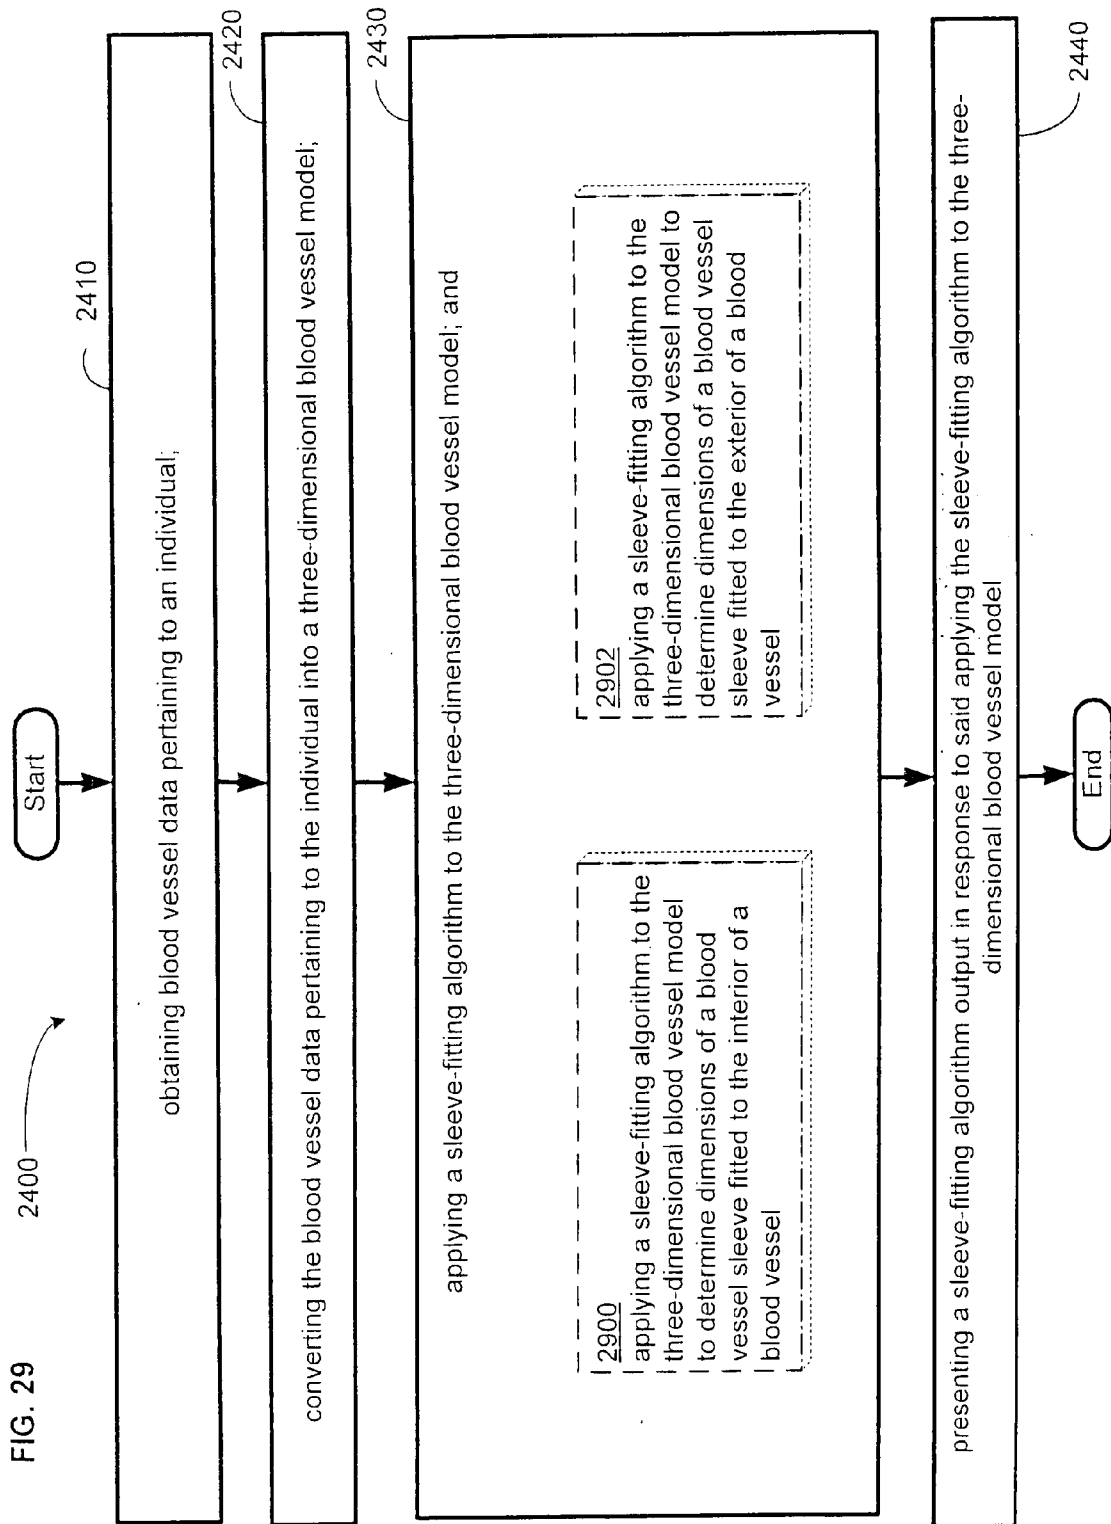 FIG. 29
2400
Start
2410
obtaining blood vessel data pertaining to an individual;
2420
converting the blood vessel data pertaining to the individual into a three-dimensional blood vessel model;
2430
applying a sleeve-fitting algorithm to the three-dimensional blood vessel model; and
2900
applying a sleeve-fitting algorithm to the
three-dimensional blood vessel model
to determine dimensions of a blood
vessel sleeve fitted to the interior of a
blood vessel
2902
applying a sleeve-fitting algorithm to the
three-dimensional blood vessel model to
determine dimensions of a blood vessel
sleeve fitted to the exterior of a blood
vessel
2440
presenting a sleeve-fitting algorithm output in response to said applying the sleeve-fitting algorithm to the three-
dimensional blood vessel model
End